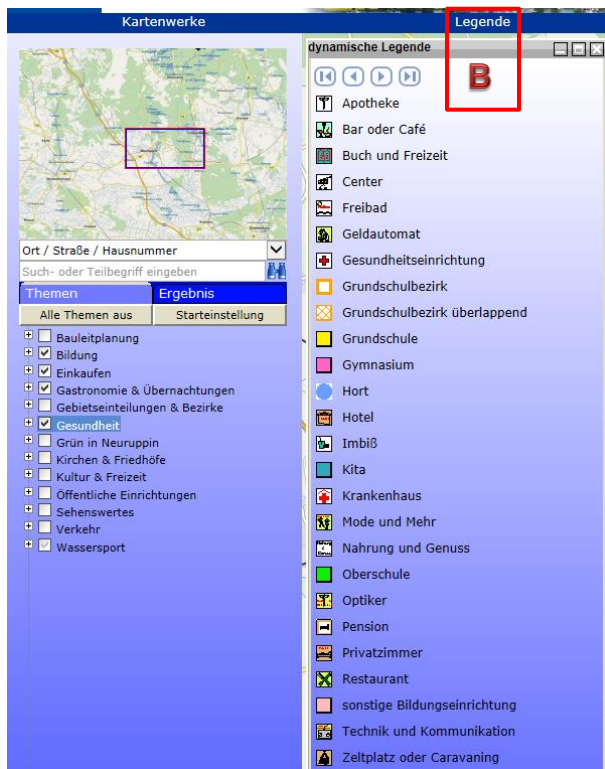 Kartenwerke
Legende
dynamische Legende
B
Apotheke
Bar oder Café
Buch und Freizeit
Center
Freibad
Geldautomat
Gesundheitseinrichtung
Grundschulbezirk
Grundschulbezirk überlappend
Grundschule
Gymnasium
Hort
Hotel
Imbiß
Kita
Krankenhaus
Mode und Mehr
Nahrung und Genuss
Oberschule
Optiker
Pension
Privatzimmer
Restaurant
sonstige Bildungseinrichtung
Technik und Kommunikation
Zeltplatz oder Caravaning
Ort / Straße / Hausnummer
Such- oder Teilbegriff eingeben
Themen
Ergebnis
Alle Themen aus
Starteinstellung
Bauleitplanung
Bildung
Einkaufen
Gastronomie & Übernachtungen
Gebietseinteilungen & Bezirke
Gesundheit
Grün in Neuruppin
Kirchen & Friedhöfe
Kultur & Freizeit
Öffentliche Einrichtungen
Sehenswertes
Verkehr
Wassersport